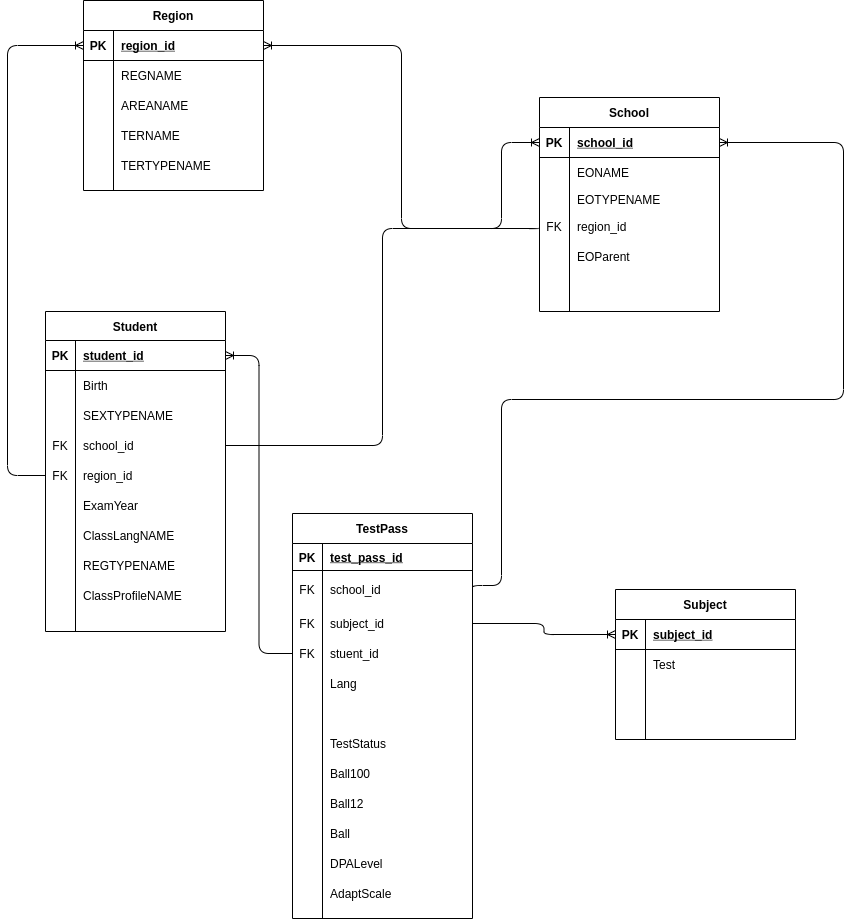 Region
PK region_id
REGNAME
AREANAME
TERNAME
TERTYPENAME
School
PK school_id
EONAME
EOTYPENAME
FK region_id
EOParent
Student
PK student_id
Birth
SEXTYPENAME
FK school_id
FK region_id
ExamYear
ClassLangNAME
REGTYPENAME
ClassProfileNAME
TestPass
PK test_pass_id
FK school_id
FK subject_id
FK stuent_id
Lang
TestStatus
Ball100
Ball12
Ball
DPALevel
AdaptScale
Subject
PK subject_id
Test